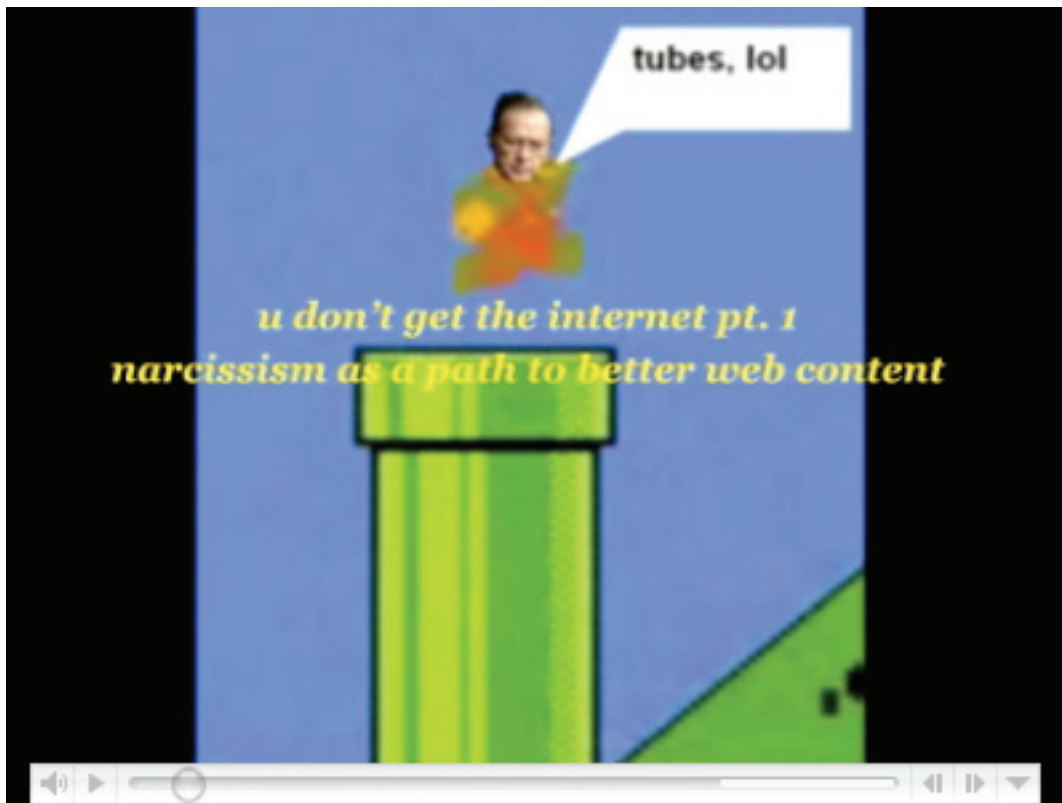 tubes, lol
u don't get the internet pt. 1
narcissism as a path to better web content